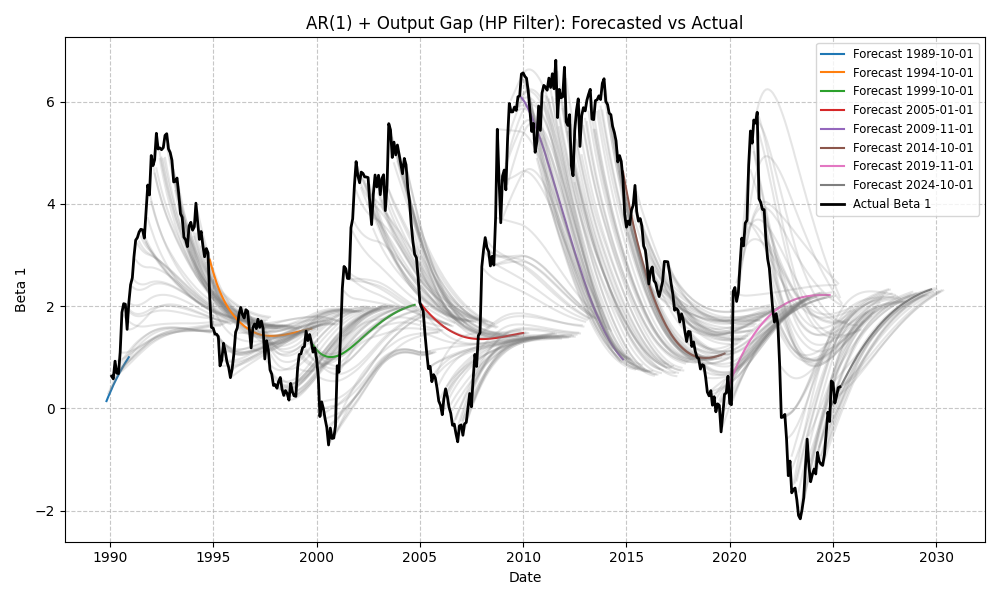 AR(1) + Output Gap (HP Filter): Forecasted vs Actual
Forecast 1989-10-01
Forecast 1994-10-01
Forecast 1999-10-01
Forecast 2005-01-01
Forecast 2009-11-01
Forecast 2014-10-01
Forecast 2019-11-01
Forecast 2024-10-01
Actual Beta 1
Beta 1
6
4
2
0
−2
1990 1995 2000 2005 2010 2015 2020 2025 2030
Date